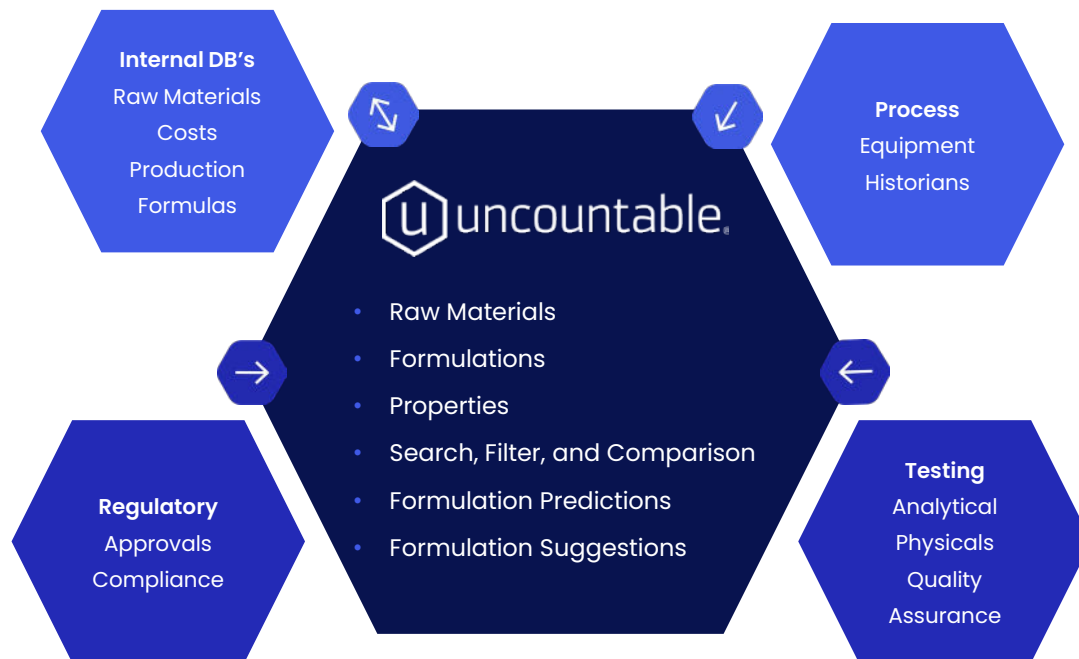 Internal DB's
Raw Materials
Costs
Production
Formulas
Process
Equipment
Historians
u uncountable.
• Raw Materials
• Formulations
• Properties
• Search, Filter, and Comparison
• Formulation Predictions
• Formulation Suggestions
Regulatory
Approvals
Compliance
Testing
Analytical
Physicals
Quality
Assurance